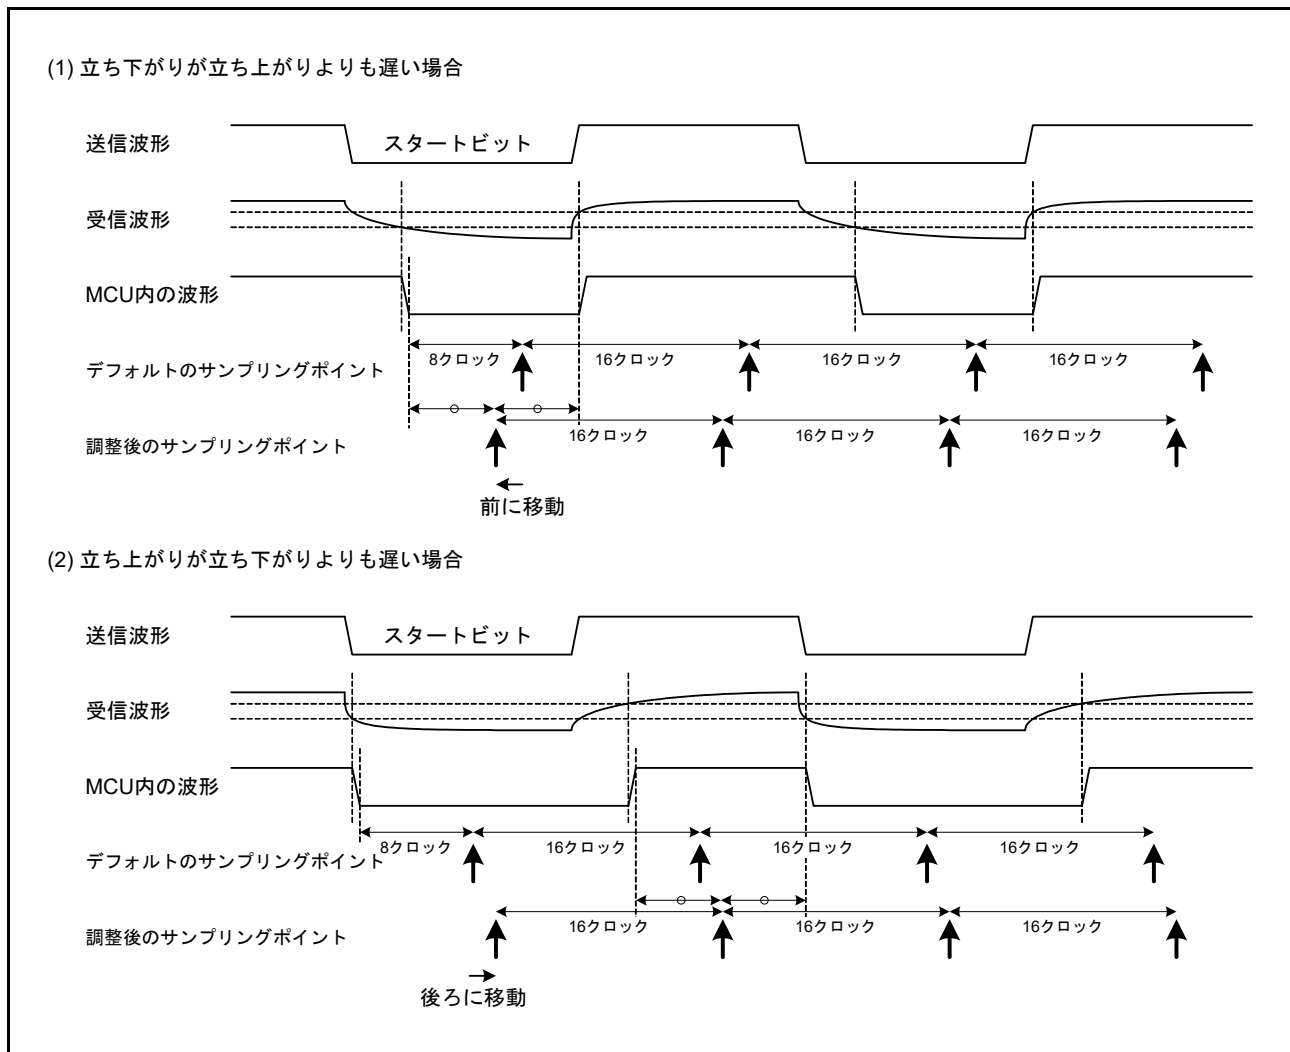 (1) 立ち下がりが立ち上がりよりも遅い場合
送信波形
スタートビット
受信波形
MCU内の波形
デフォルトのサンプリングポイント
8クロック
16クロック
16クロック
16クロック
調整後のサンプリングポイント
16クロック
16クロック
16クロック
前に移動
(2) 立ち上がりが立ち下がりよりも遅い場合
送信波形
スタートビット
受信波形
MCU内の波形
デフォルトのサンプリングポイント
8クロック
16クロック
16クロック
16クロック
調整後のサンプリングポイント
16クロック
16クロック
16クロック
後ろに移動